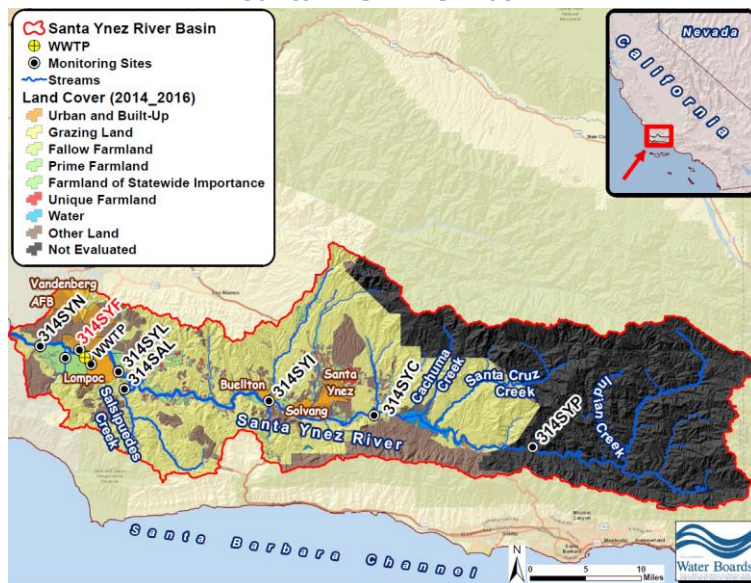 Santa Ynez River Basin
WWTP
Monitoring Sites
Streams
Land Cover (2014_2016)
Urban and Built-Up
Grazing Land
Fallow Farmland
Prime Farmland
Farmland of Statewide Importance
Unique Farmland
Water
Other Land
Not Evaluated
Nevada
California
Vandenberg
AFB
314SYN
314SYF
WWTP
314SYL
314SAL
Lompoc
Salsipuedes
Creek
Buellton
314SYI
Solvang
Santa
Ynez
314SYC
Cachuma
Creek
Santa Cruz
Creek
Indian Creek
314SYP
Santa Ynez River
Santa Barbara Channel
N
0 5 10
Miles
Water Boards